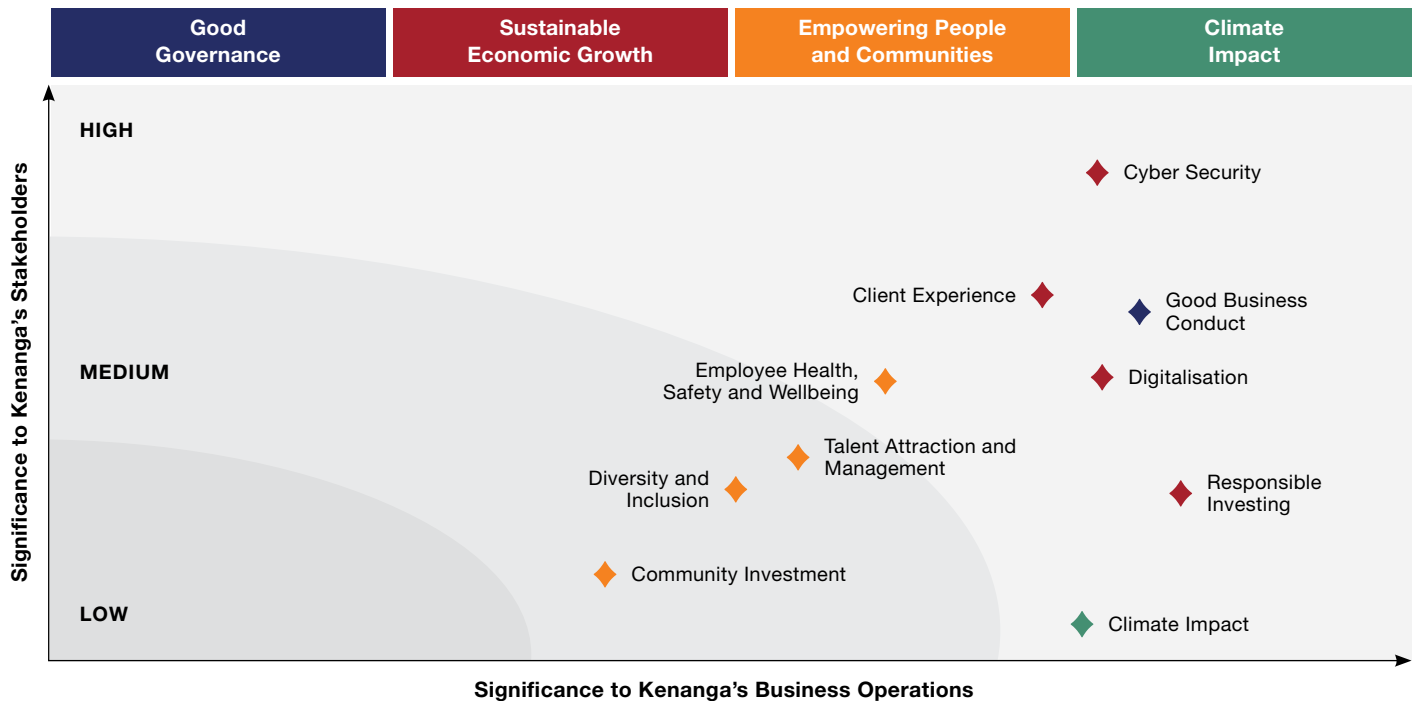 Good
Governance
Sustainable
Economic Growth
Empowering People
and Communities
Climate
Impact
Significance to Kenanga's Stakeholders
HIGH
Cyber Security
Client Experience
Good Business
Conduct
MEDIUM
Employee Health,
Safety and Wellbeing
Digitalisation
Talent Attraction and
Management
Diversity and
Inclusion
Responsible
Investing
Community Investment
LOW
Climate Impact
Significance to Kenanga's Business Operations